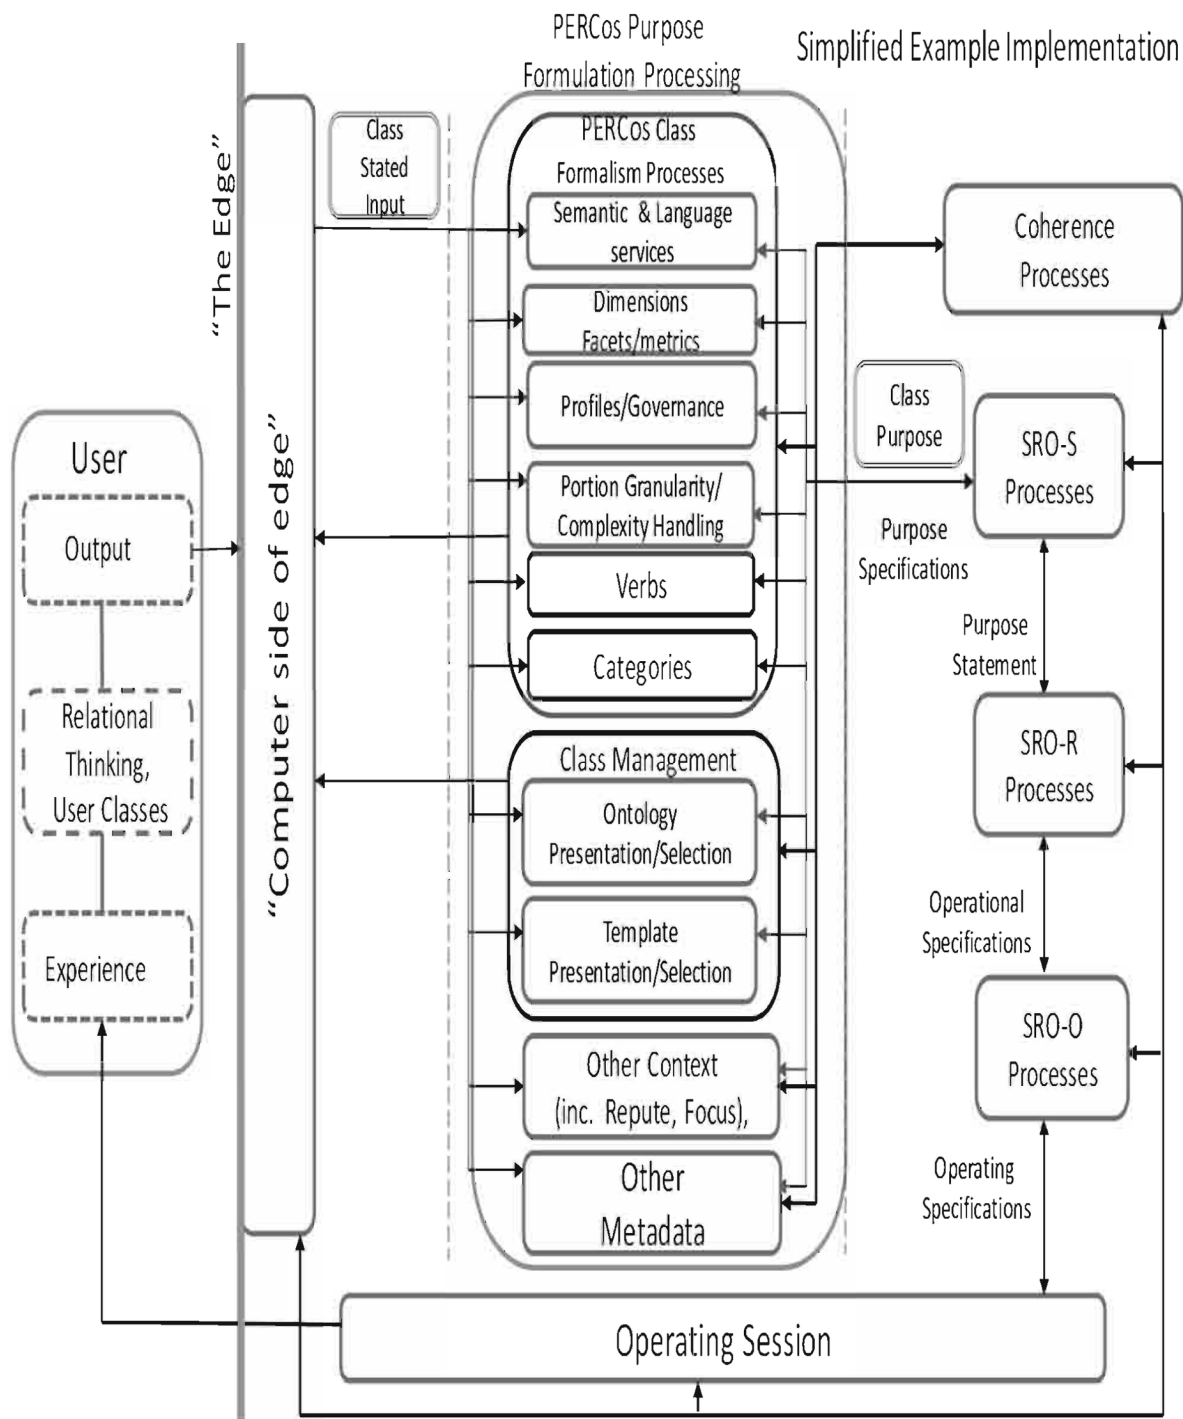 PERCos Purpose
Formulation Processing
Simplified Example Implementation
"The Edge"
"Computer side of edge"
Class
Stated
Input
PERCos Class
Formalism Processes
Semantic & Language
services
Dimensions
Facets/metrics
Profiles/Governance
Portion Granularity/
Complexity Handling
Verbs
Categories
Class Management
Ontology
Presentation/Selection
Template
Presentation/Selection
Other Context
(inc. Repute, Focus),
Other
Metadata
User
Output
Relational
Thinking,
User Classes
Experience
Coherence
Processes
Class
Purpose
SRO-S
Processes
Purpose
Specifications
Purpose
Statement
SRO-R
Processes
Operational
Specifications
SRO-O
Processes
Operating
Specifications
Operating Session